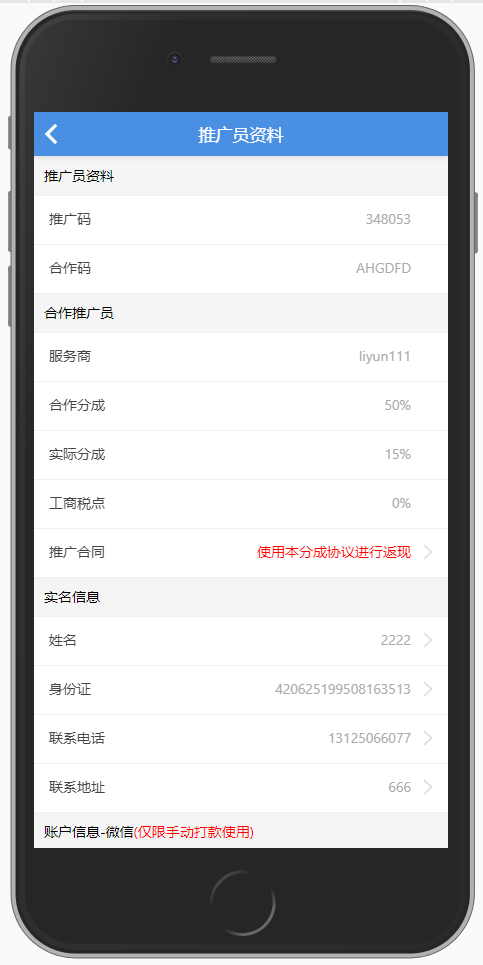 推广员资料
推广员资料
推广码 348053
合作码 AHGDFD
合作推广员
服务商 liyun111
合作分成 50%
实际分成 15%
工商税点 0%
推广合同 使用本分成协议进行返现
实名信息
姓名 2222
身份证 420625199508163513
联系电话 13125066077
联系地址 666
账户信息-微信(仅限手动打款使用)